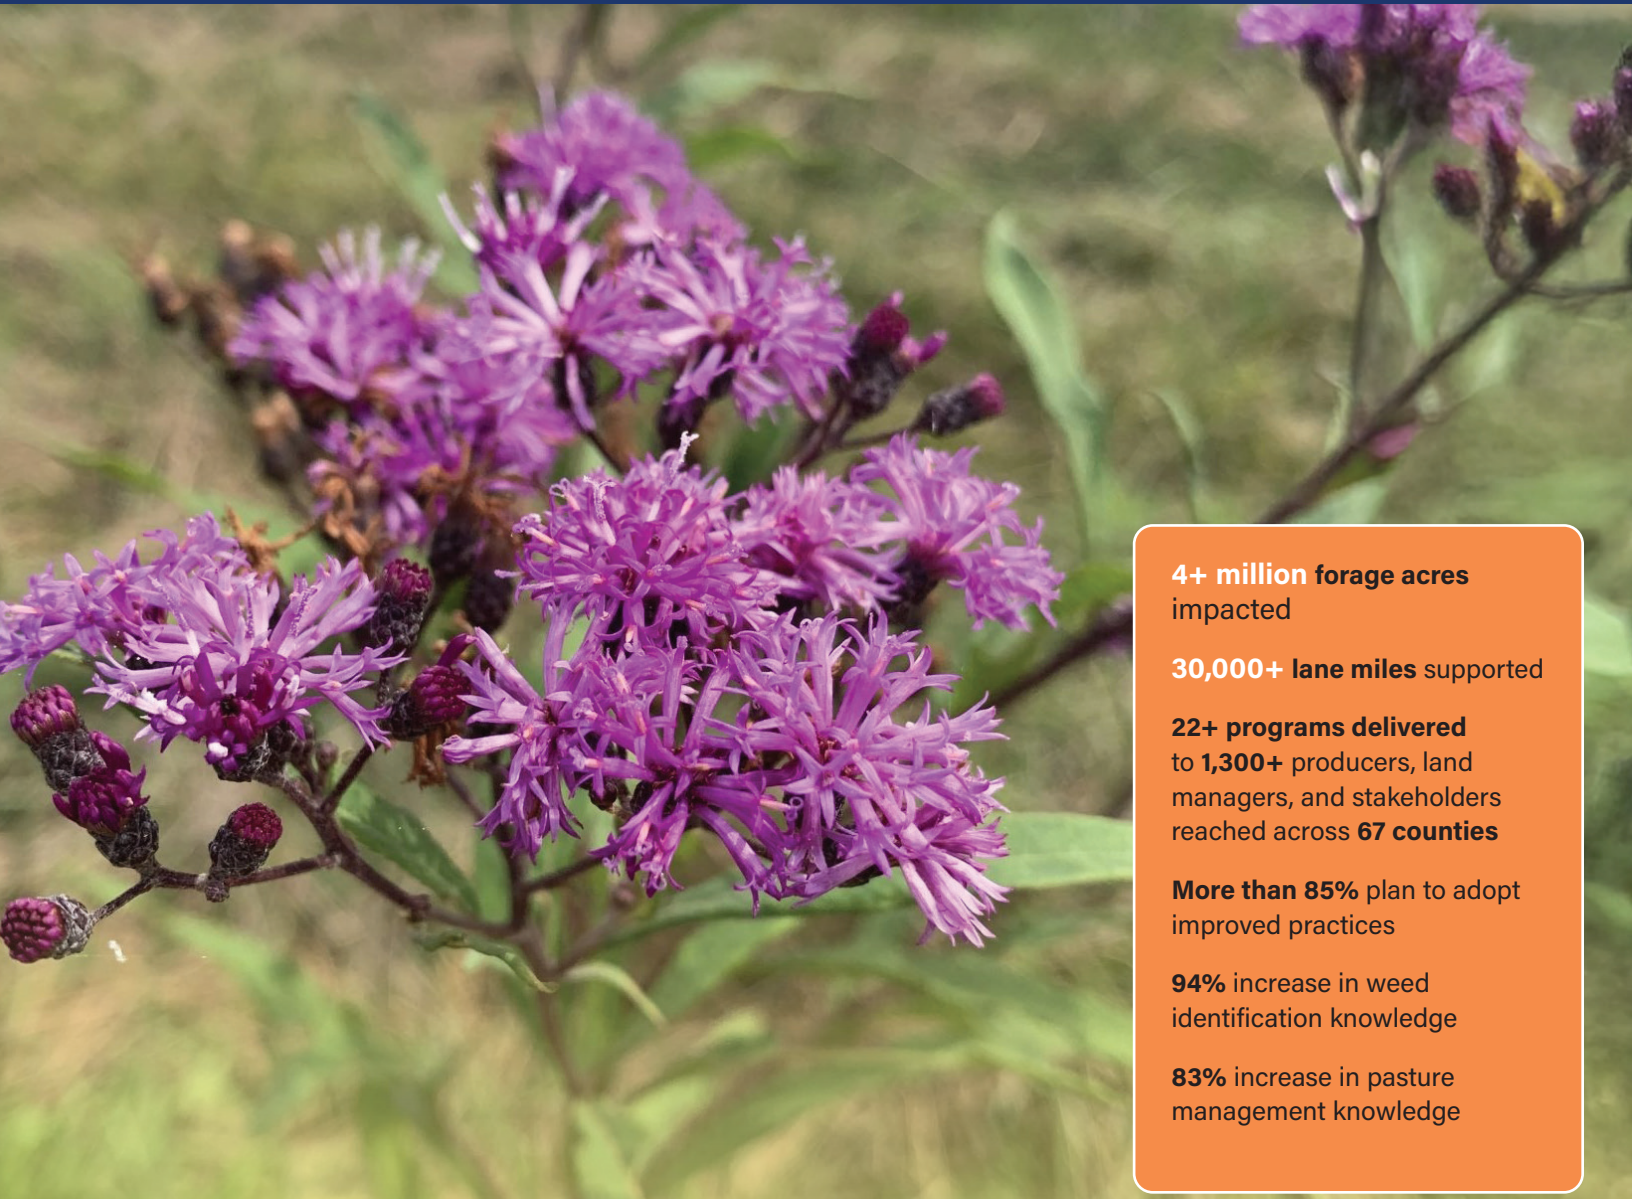 4+ million forage acres
impacted
30,000+ lane miles supported
22+ programs delivered
to 1,300+ producers, land
managers, and stakeholders
reached across 67 counties
More than 85% plan to adopt
improved practices
94% increase in weed
identification knowledge
83% increase in pasture
management knowledge